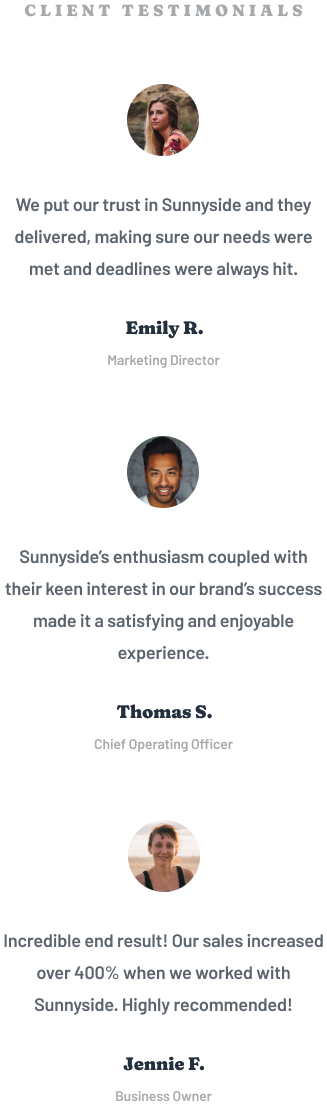 CLIENT TESTIMONIALS
We put our trust in Sunnyside and they
delivered, making sure our needs were
met and deadlines were always hit.
Emily R.
Marketing Director
Sunnyside’s enthusiasm coupled with
their keen interest in our brand’s success
made it a satisfying and enjoyable
experience.
Thomas S.
Chief Operating Officer
Incredible end result! Our sales increased
over 400% when we worked with
Sunnyside. Highly recommended!
Jennie F.
Business Owner